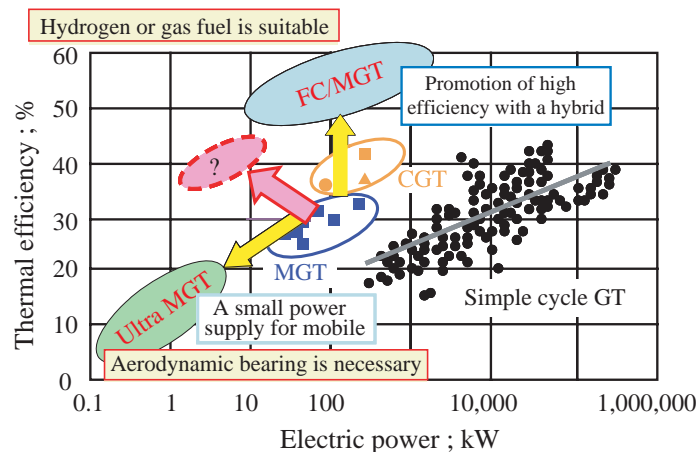 Hydrogen or gas fuel is suitable
Thermal efficiency ; %
60
50
40
30
20
10
0
FC/MGT
Promotion of high
efficiency with a hybrid
?
CGT
MGT
Ultra MGT
A small power
supply for mobile
Simple cycle GT
Aerodynamic bearing is necessary
0.1
1
10
100
10,000
1,000,000
Electric power ; kW